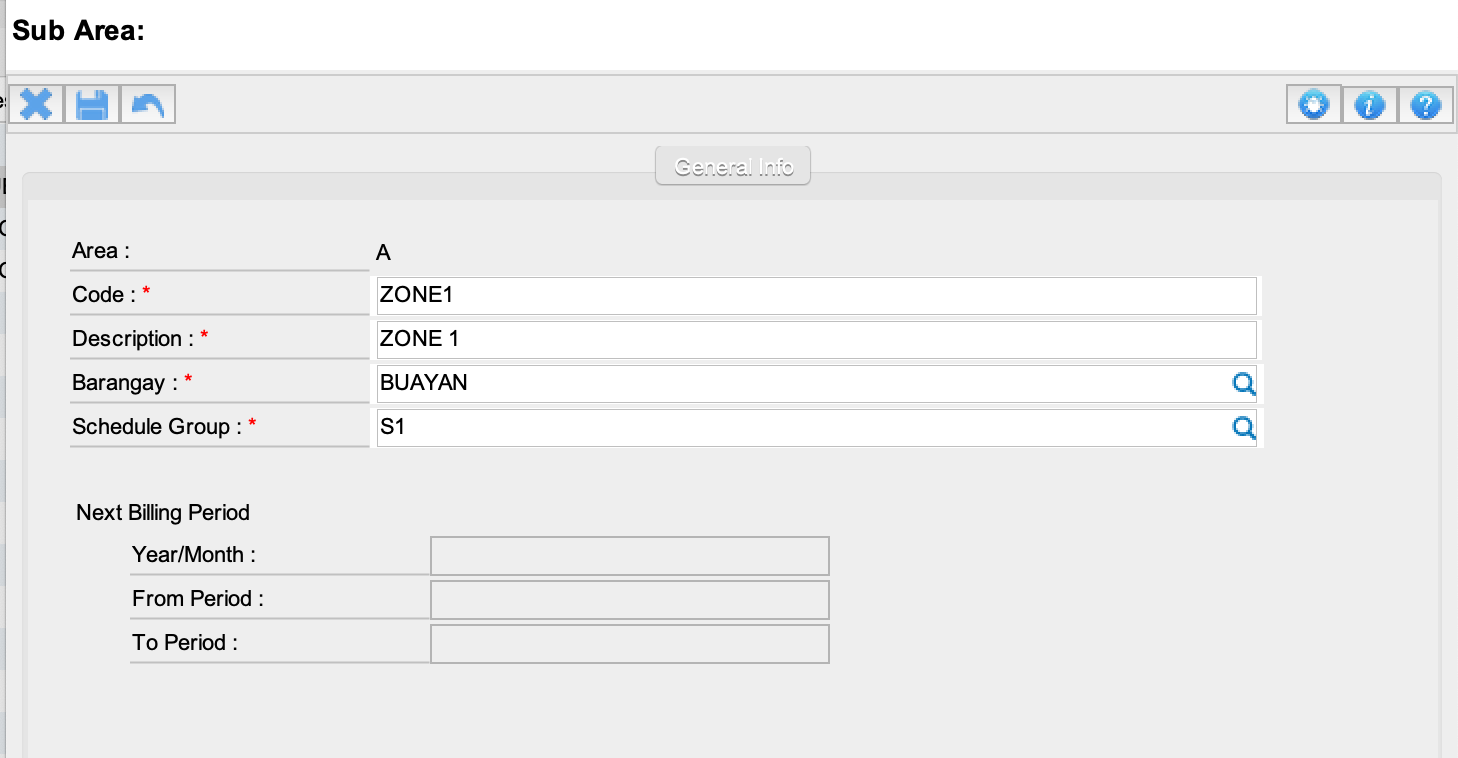 Sub Area:
General Info
Area : A
Code : * ZONE1
Description : * ZONE 1
Barangay : * BUAYAN
Schedule Group : * S1
Next Billing Period
Year/Month :
From Period :
To Period :